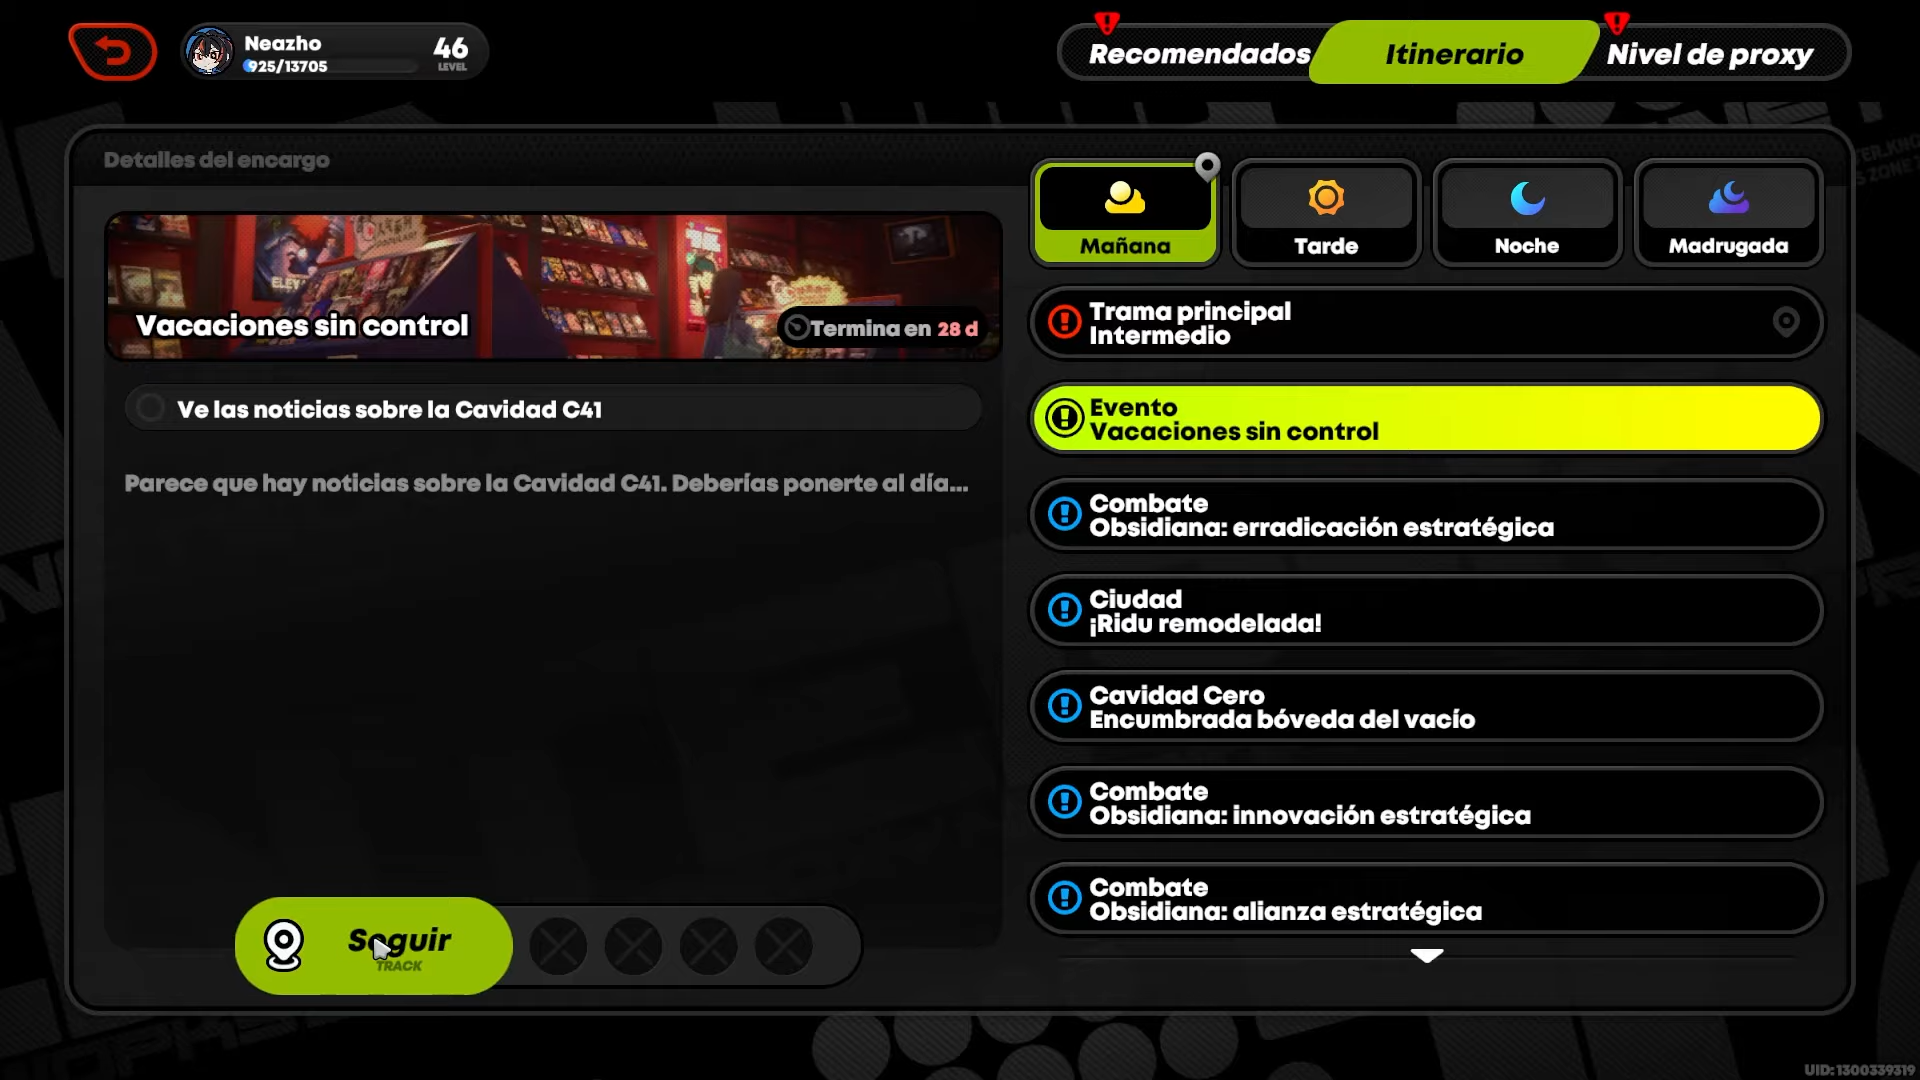 Neazho
925/13705
46
LEVEL
Recomendados
Itinerario
Nivel de proxy
Detalles del encargo
Vacaciones sin control
Termina en 28 d
Ve las noticias sobre la Cavidad C41
Parece que hay noticias sobre la Cavidad C41. Deberías ponerte al día...
Seguir
TRACK
Mañana
Tarde
Noche
Madrugada
Trama principal
Intermedio
Evento
Vacaciones sin control
Combate
Obsidiana: erradicación estratégica
Ciudad
¡Ridu remodelada!
Cavidad Cero
Encumbrada bóveda del vacío
Combate
Obsidiana: innovación estratégica
Combate
Obsidiana: alianza estratégica
UID:1300339319